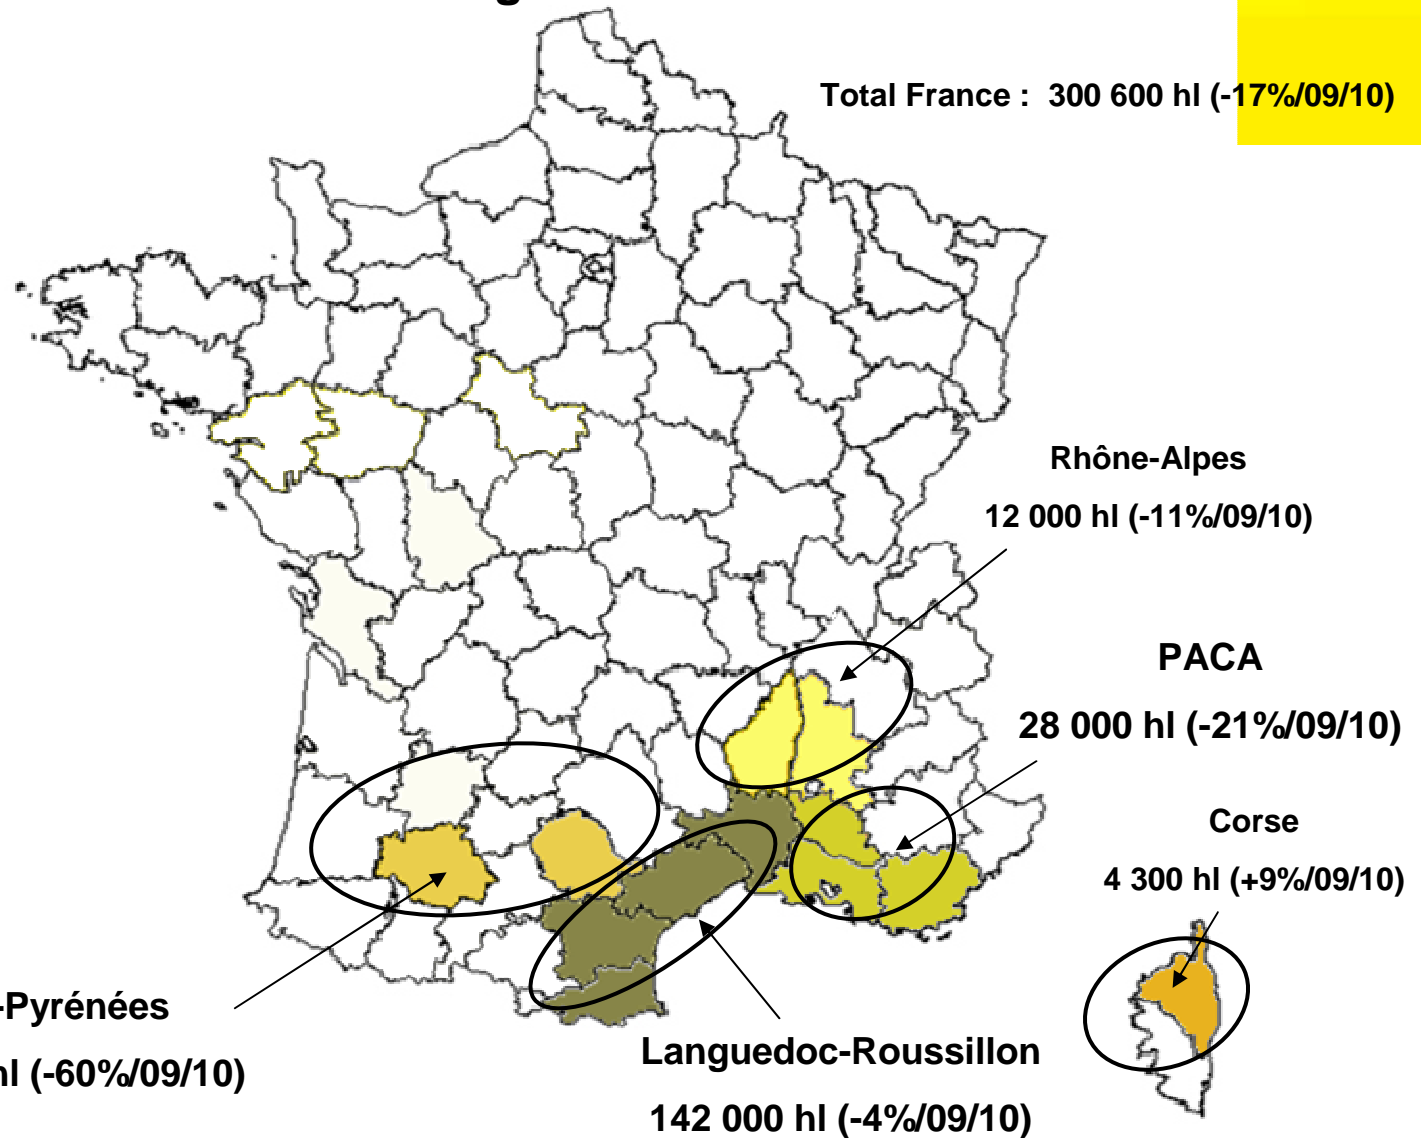 Total France : 300 600 hl (-17%/09/10)
Rhône-Alpes
12 000 hl (-11%/09/10)
PACA
28 000 hl (-21%/09/10)
Corse
4 300 hl (+9%/09/10)
-Pyrénées
hl (-60%/09/10)
Languedoc-Roussillon
142 000 hl (-4%/09/10)